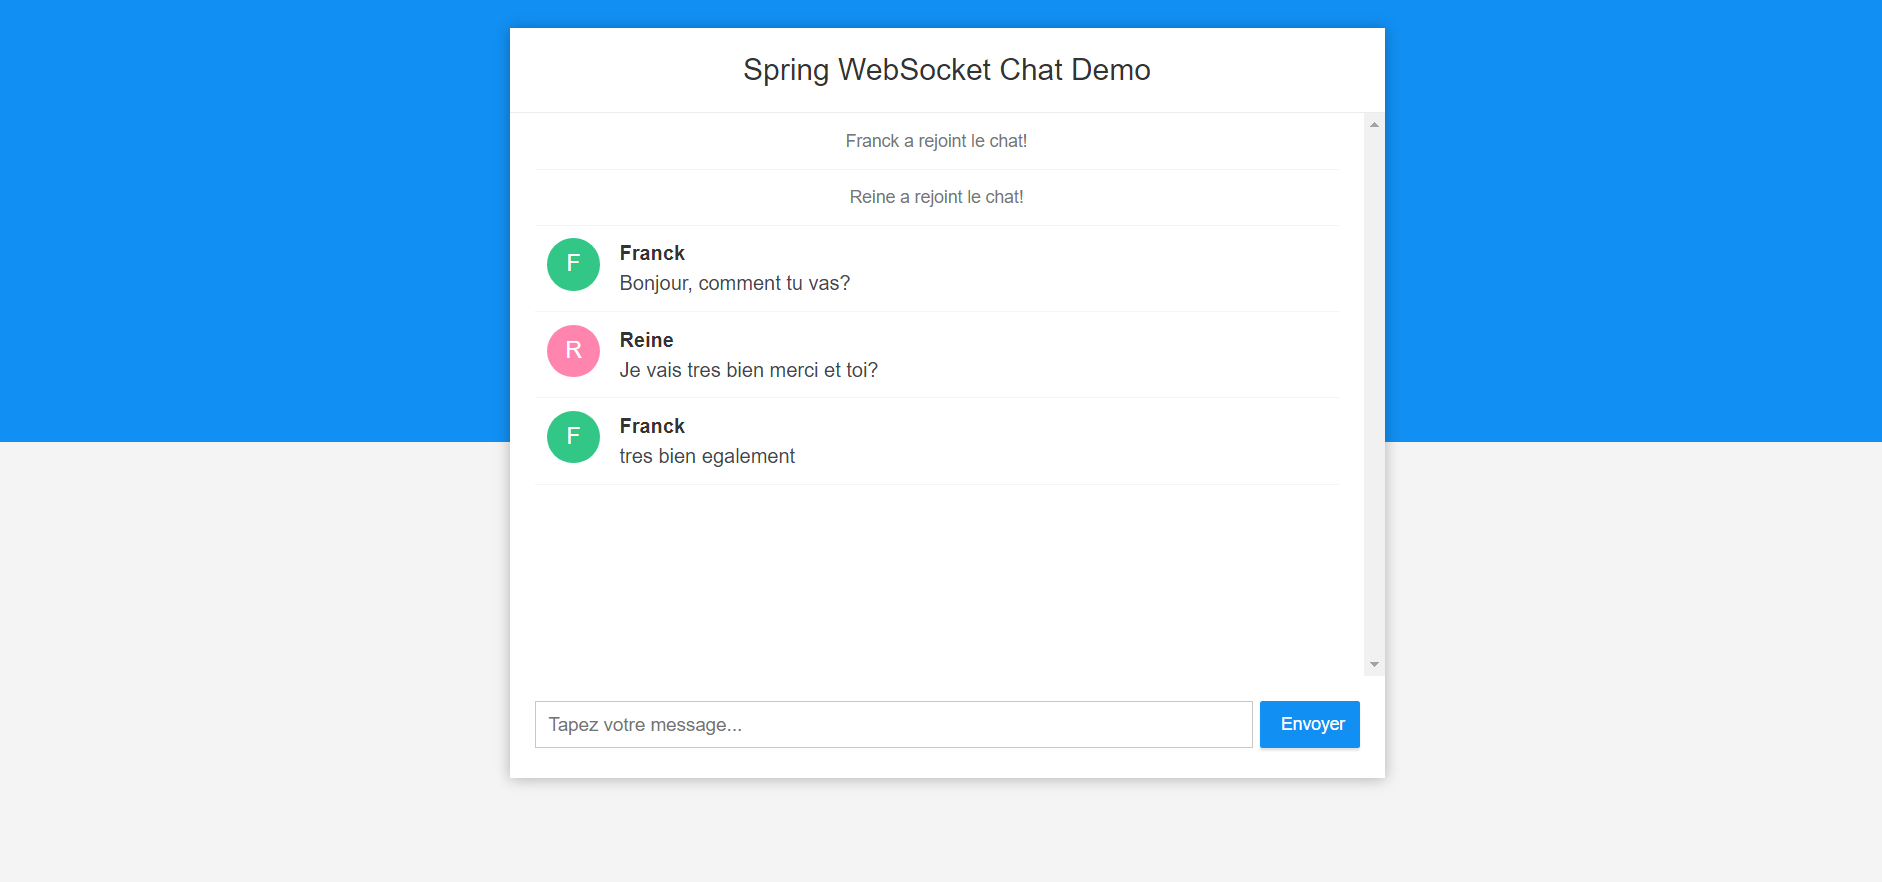 Spring WebSocket Chat Demo
Franck a rejoint le chat!
Reine a rejoint le chat!
F
Franck
Bonjour, comment tu vas?
R
Reine
Je vais tres bien merci et toi?
F
Franck
tres bien egalement
Tapez votre message...
Envoyer